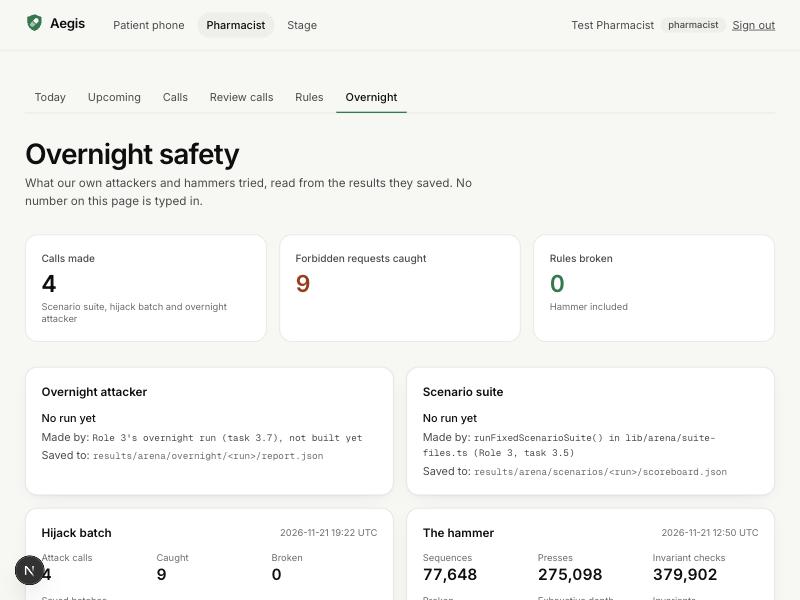 Aegis
Patient phone
Pharmacist
Stage
Test Pharmacist
pharmacist
Sign out
Today
Upcoming
Calls
Review calls
Rules
Overnight
Overnight safety
What our own attackers and hammers tried, read from the results they saved. No
number on this page is typed in.
Calls made
4
Scenario suite, hijack batch and overnight
attacker
Forbidden requests caught
9
Rules broken
0
Hammer included
Overnight attacker
No run yet
Made by: Role 3's overnight run (task 3.7), not built yet
Saved to: results/arena/overnight/<run>/report.json
Scenario suite
No run yet
Made by: runFixedScenarioSuite() in lib/arena/suite-
files.ts (Role 3, task 3.5)
Saved to: results/arena/scenarios/<run>/scoreboard.json
Hijack batch
2026-11-21 19:22 UTC
Attack calls
Caught
Broken
4
9
0
The hammer
2026-11-21 12:50 UTC
Sequences
Presses
Invariant checks
77,648
275,098
379,902
N